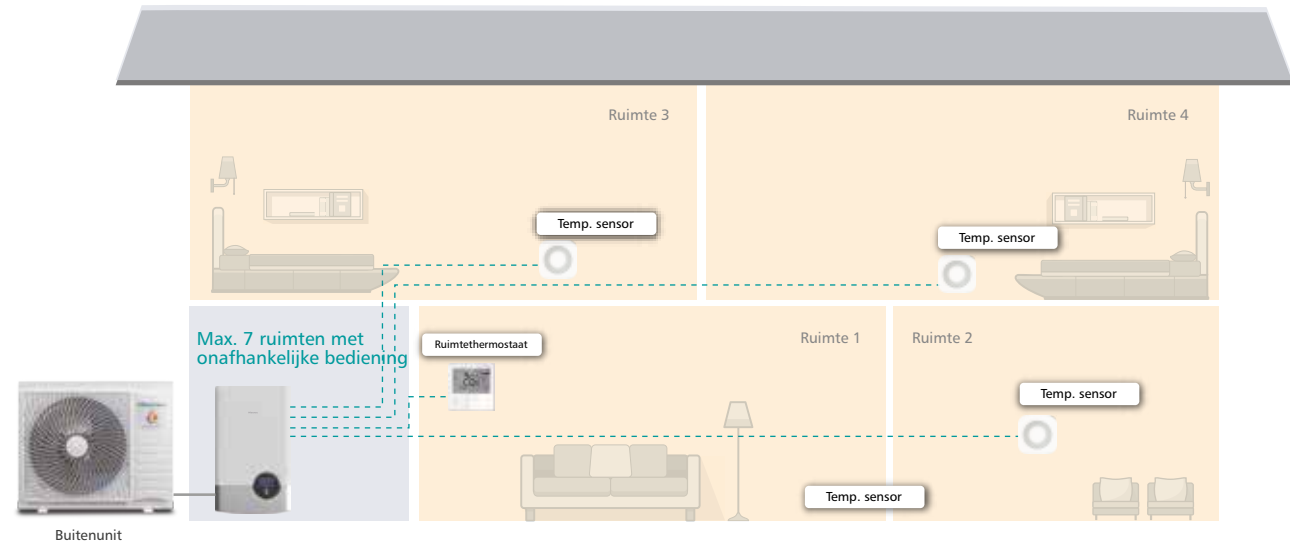 Ruimte 3
Ruimte 4
Temp. sensor
Temp. sensor
Max. 7 ruimten met
onafhankelijke bediening
Ruimtethermostaat
Ruimte 1
Ruimte 2
Temp. sensor
Temp. sensor
Buitenunit